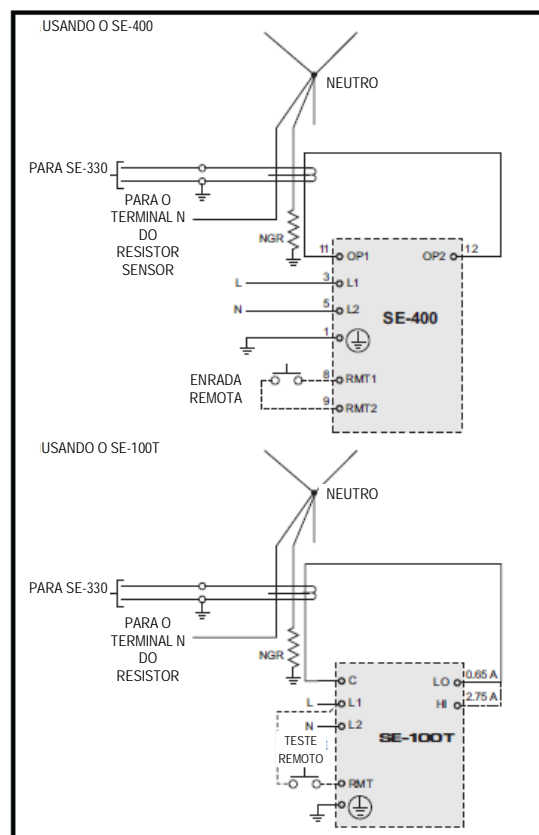 USANDO O SE-400
NEUTRO
PARA SE-330
PARA O
TERMINAL N
DO
RESISTOR
SENSOR
NGR
11 OP1
OP2 12
L 3 L1
N 5 L2
SE-400
1
ENRADA
REMOTA
8 RMT1
9 RMT2
USANDO O SE-100T
NEUTRO
PARA SE-330
PARA O
TERMINAL N
DO
RESISTOR
NGR
C
LO 0.65 A
L L1
HI 2.75 A
N L2
TESTE
REMOTO
SE-100T
RMT